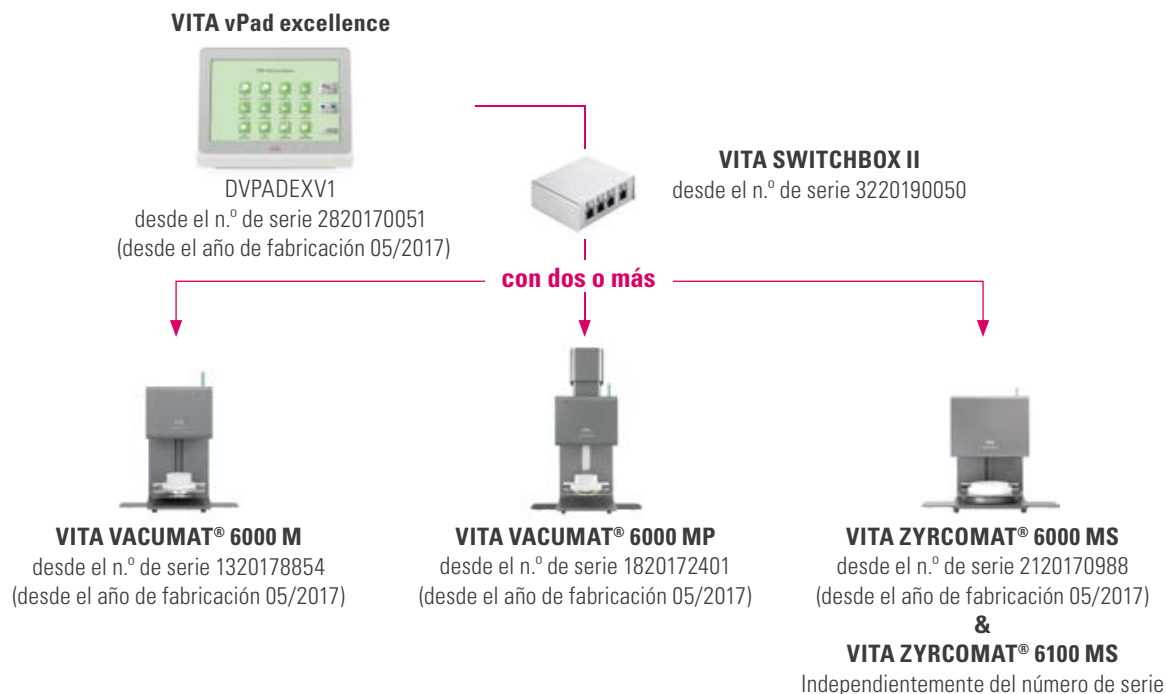 VITA vPad excellence
DVPADEXV1
desde el n.º de serie 2820170051
(desde el año de fabricación 05/2017)
VITA SWITCHBOX II
desde el n.º de serie 3220190050
con dos o más
VITA VACUMAT® 6000 M
desde el n.º de serie 1320178854
(desde el año de fabricación 05/2017)
VITA VACUMAT® 6000 MP
desde el n.º de serie 1820172401
(desde el año de fabricación 05/2017)
VITA ZYRCOMAT® 6000 MS
desde el n.º de serie 2120170988
(desde el año de fabricación 05/2017)
&
VITA ZYRCOMAT® 6100 MS
Independientemente del número de serie